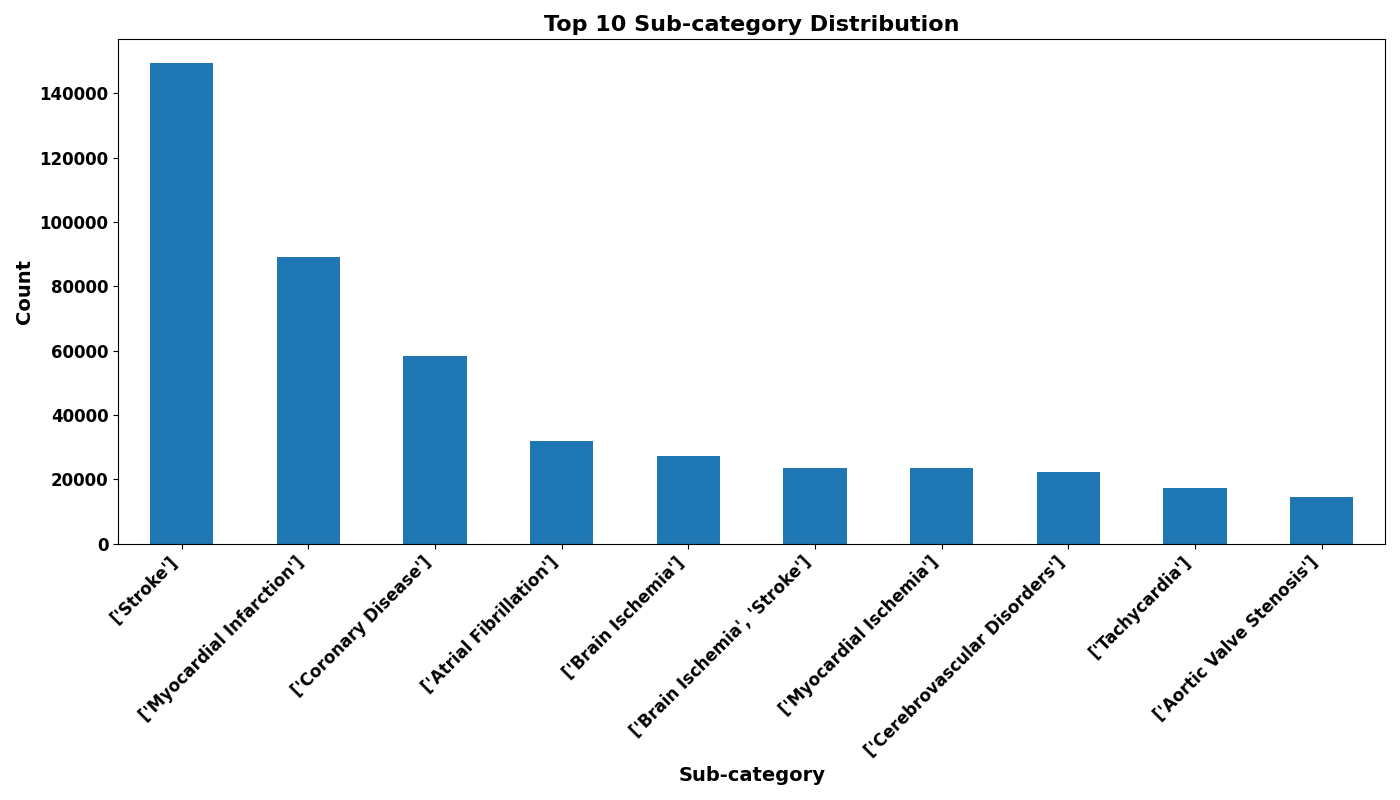 Top 10 Sub-category Distribution
Count
140000
120000
100000
80000
60000
40000
20000
0
['Stroke']
['Myocardial Infarction']
['Coronary Disease']
['Atrial Fibrillation']
['Brain Ischemia']
['Brain Ischemia', 'Stroke']
['Myocardial Ischemia']
['Cerebrovascular Disorders']
['Tachycardia']
['Aortic Valve Stenosis']
Sub-category